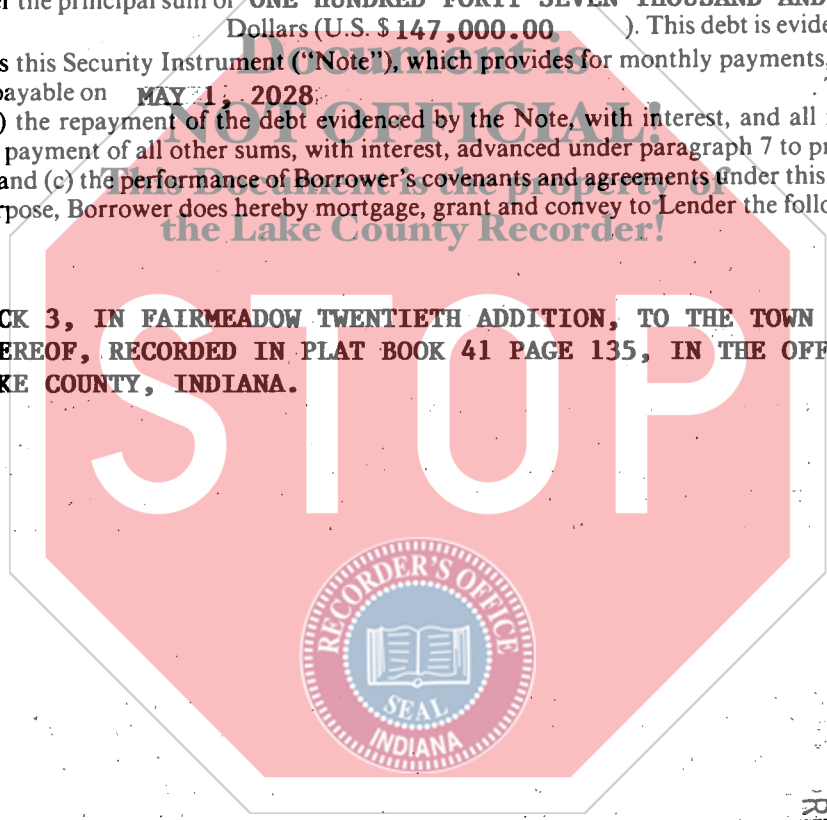 the principal sum of ONE HUNDRED FORTY SEVEN THOUSAND AND
Dollars (U.S. $ 147,000.00 ). This debt is evide
Document is
s this Security Instrument ("Note"), which provides for monthly payments,
payable on MAY 1, 2028
NOT OFFICIAL!
) the repayment of the debt evidenced by the Note, with interest, and all
payment of all other sums, with interest, advanced under paragraph 7 to pr
This Document is the property of
and (c) the performance of Borrower's covenants and agreements under this
rpose, Borrower does hereby mortgage, grant and convey to Lender the follo
the Lake County Recorder!
CK 3, IN FAIRMEADOW TWENTIETH ADDITION, TO THE TOWN
EREOF, RECORDED IN PLAT BOOK 41 PAGE 135, IN THE OFF
KE COUNTY, INDIANA.
STOP
RECORDER'S OFFICE
SEAL
INDIANA